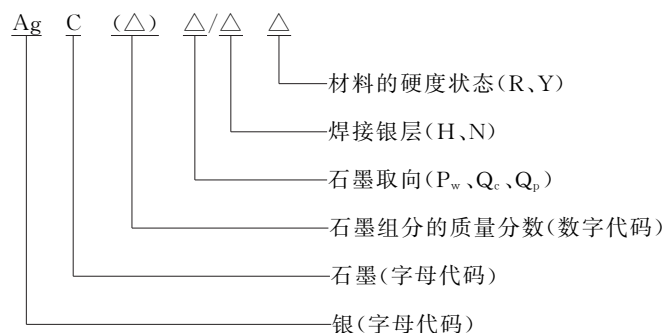 Ag C (△) △/△ △
材料的硬度状态(R、Y)
焊接银层(H、N)
石墨取向(Pw、Qc、Qp)
石墨组分的质量分数(数字代码)
石墨(字母代码)
银(字母代码)